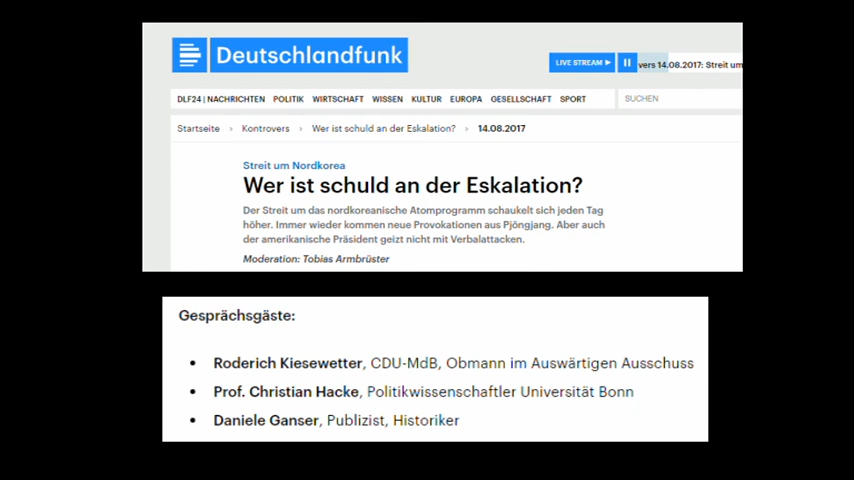 Deutschlandfunk
LIVE STREAM
vers 14.08.2017: Streit um
DLF24 | NACHRICHTEN POLITIK WIRTSCHAFT WISSEN KULTUR EUROPA GESELLSCHAFT SPORT
SUCHEN
Startseite › Kontrovers › Wer ist schuld an der Eskalation? › 14.08.2017
Streit um Nordkorea
Wer ist schuld an der Eskalation?
Der Streit um das nordkoreanische Atomprogramm schaukelt sich jeden Tag
höher. Immer wieder kommen neue Provokationen aus Pjöngjang. Aber auch
der amerikanische Präsident geizt nicht mit Verbalattacken.
Moderation: Tobias Armbrüster
Gesprächsgäste:
• Roderich Kiesewetter, CDU-MdB, Obmann im Auswärtigen Ausschuss
• Prof. Christian Hacke, Politikwissenschaftler Universität Bonn
• Daniele Ganser, Publizist, Historiker